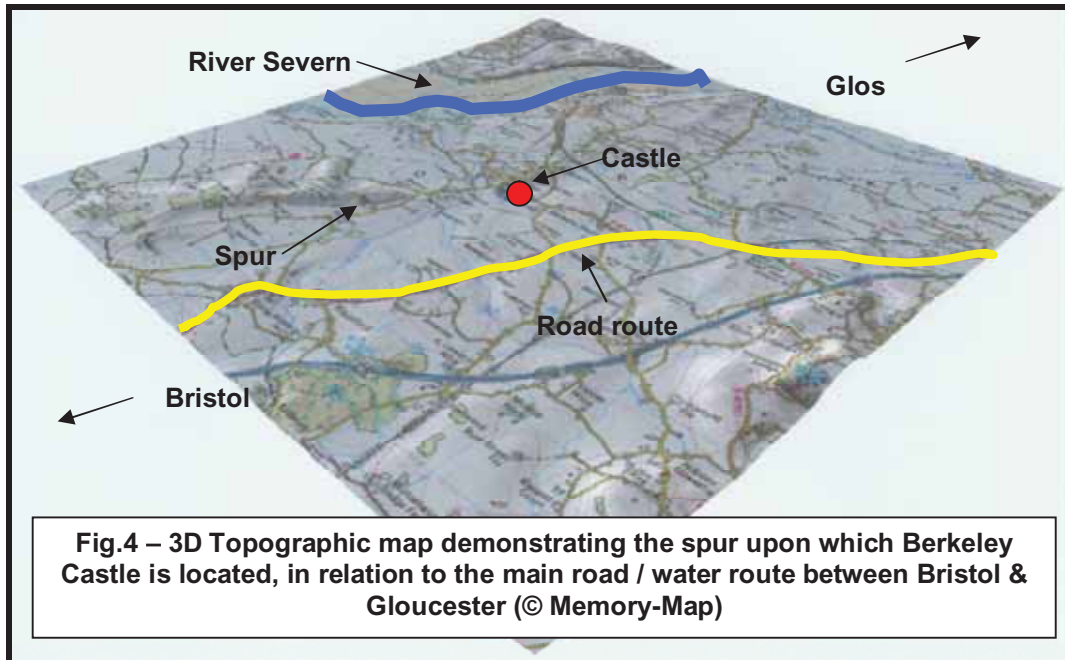 River Severn
Glos
Castle
Spur
Road route
Bristol
Fig.4 – 3D Topographic map demonstrating the spur upon which Berkeley
Castle is located, in relation to the main road / water route between Bristol &
Gloucester (© Memory-Map)